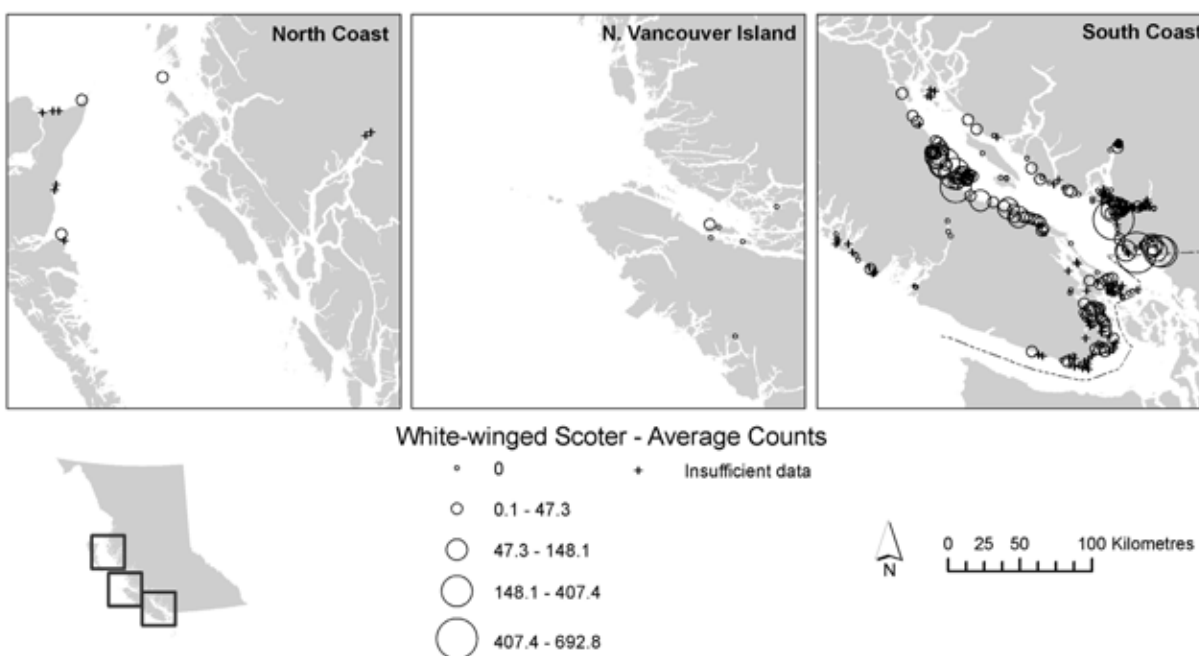 North Coast
N. Vancouver Island
South Coast
White-winged Scoter - Average Counts
0
Insufficient data
0.1 - 47.3
47.3 - 148.1
148.1 - 407.4
407.4 - 692.8
N
0 25 50 100 Kilometres